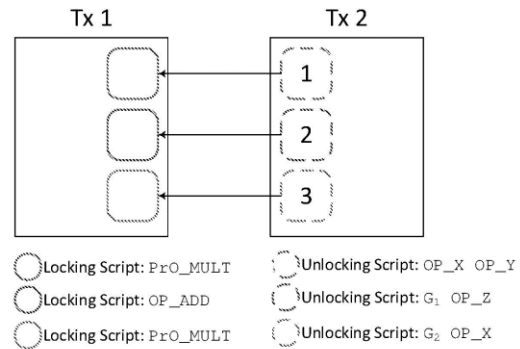 Tx 1 Tx 2
1
2
3
Locking Script: PrO_MULT Unlocking Script: OP_X OP_Y
Locking Script: OP_ADD Unlocking Script: G₁ OP_Z
Locking Script: PrO_MULT Unlocking Script: G₂ OP_X